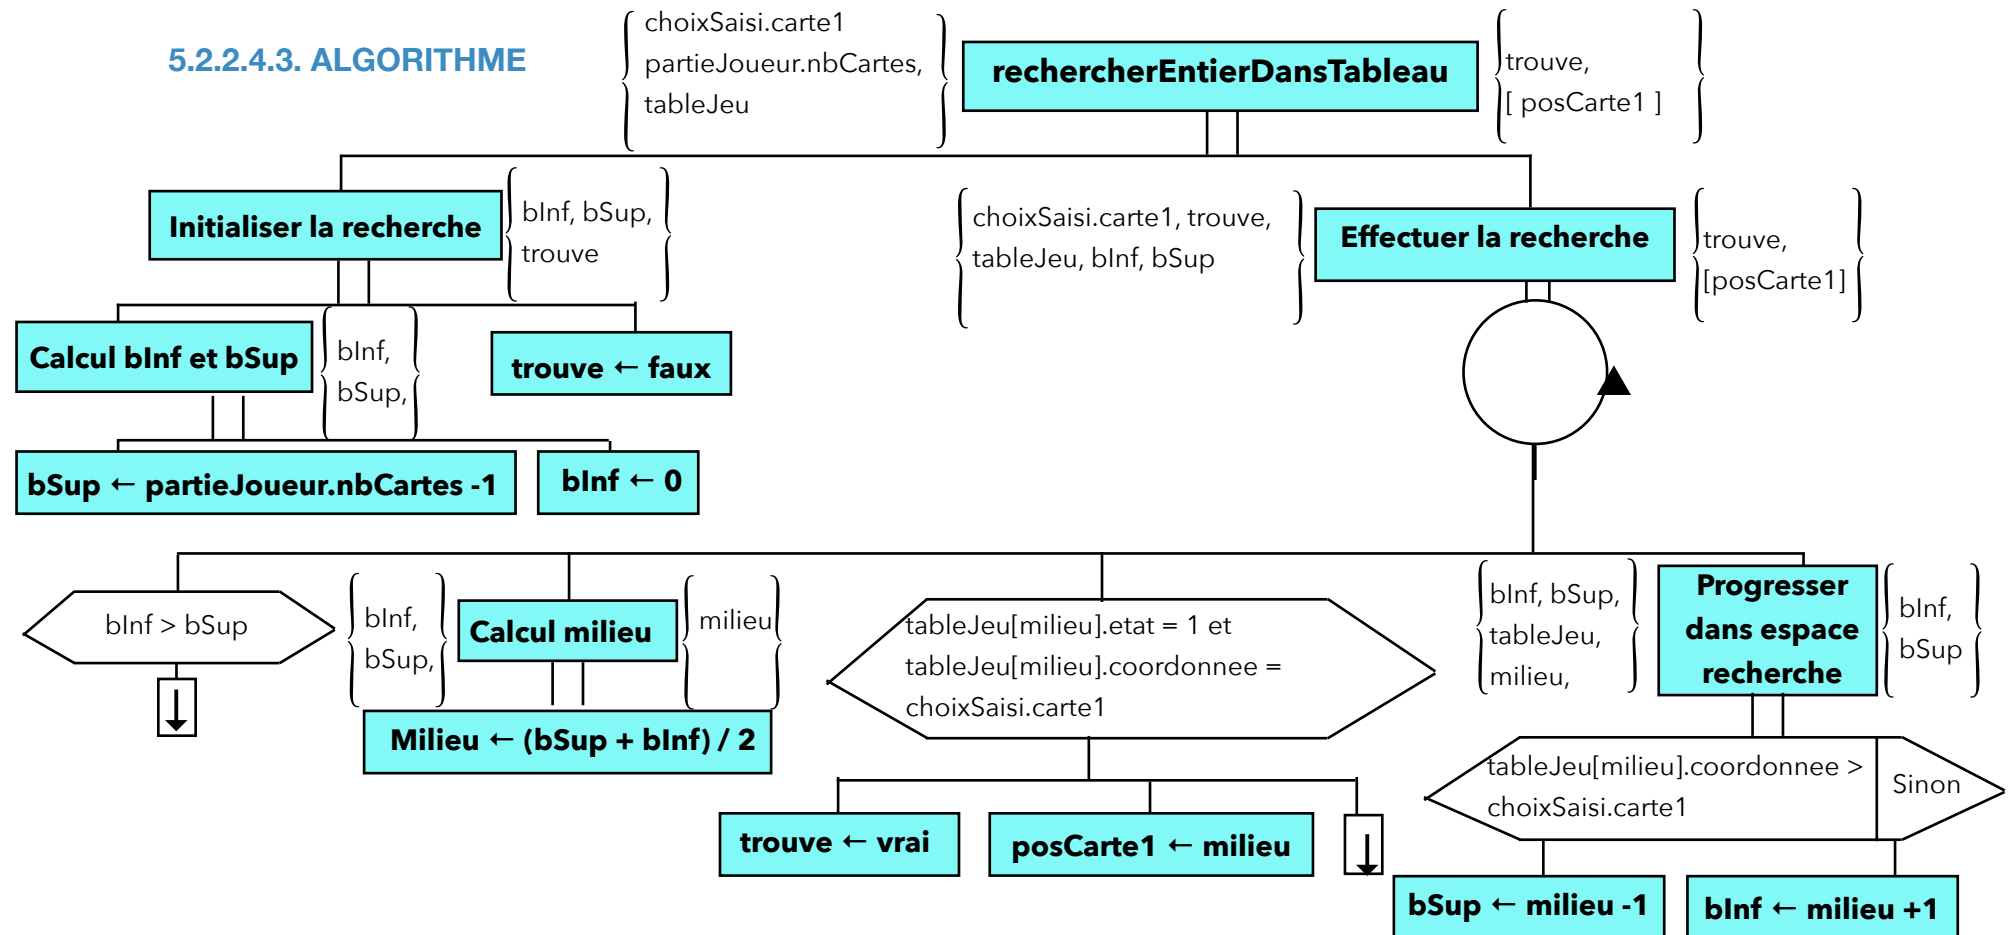 5.2.2.4.3. ALGORITHME
choixSaisi.carte1
partieJoueur.nbCartes,
tableJeu
rechercherEntierDansTableau
trouve,
[ posCarte1 ]
Initialiser la recherche
bInf, bSup,
trouve
choixSaisi.carte1, trouve,
tableJeu, bInf, bSup
Effectuer la recherche
trouve,
[posCarte1]
Calcul bInf et bSup
bInf,
bSup,
trouve ← faux
bSup ← partieJoueur.nbCartes -1
bInf ← 0
bInf > bSup
bInf,
bSup,
Calcul milieu
milieu
Milieu ← (bSup + bInf) / 2
tableJeu[milieu].etat = 1 et
tableJeu[milieu].coordonnee =
choixSaisi.carte1
trouve ← vrai
posCarte1 ← milieu
bInf, bSup,
tableJeu,
milieu,
Progresser
dans espace
recherche
bInf,
bSup
tableJeu[milieu].coordonnee >
choixSaisi.carte1
Sinon
bSup ← milieu -1
bInf ← milieu +1